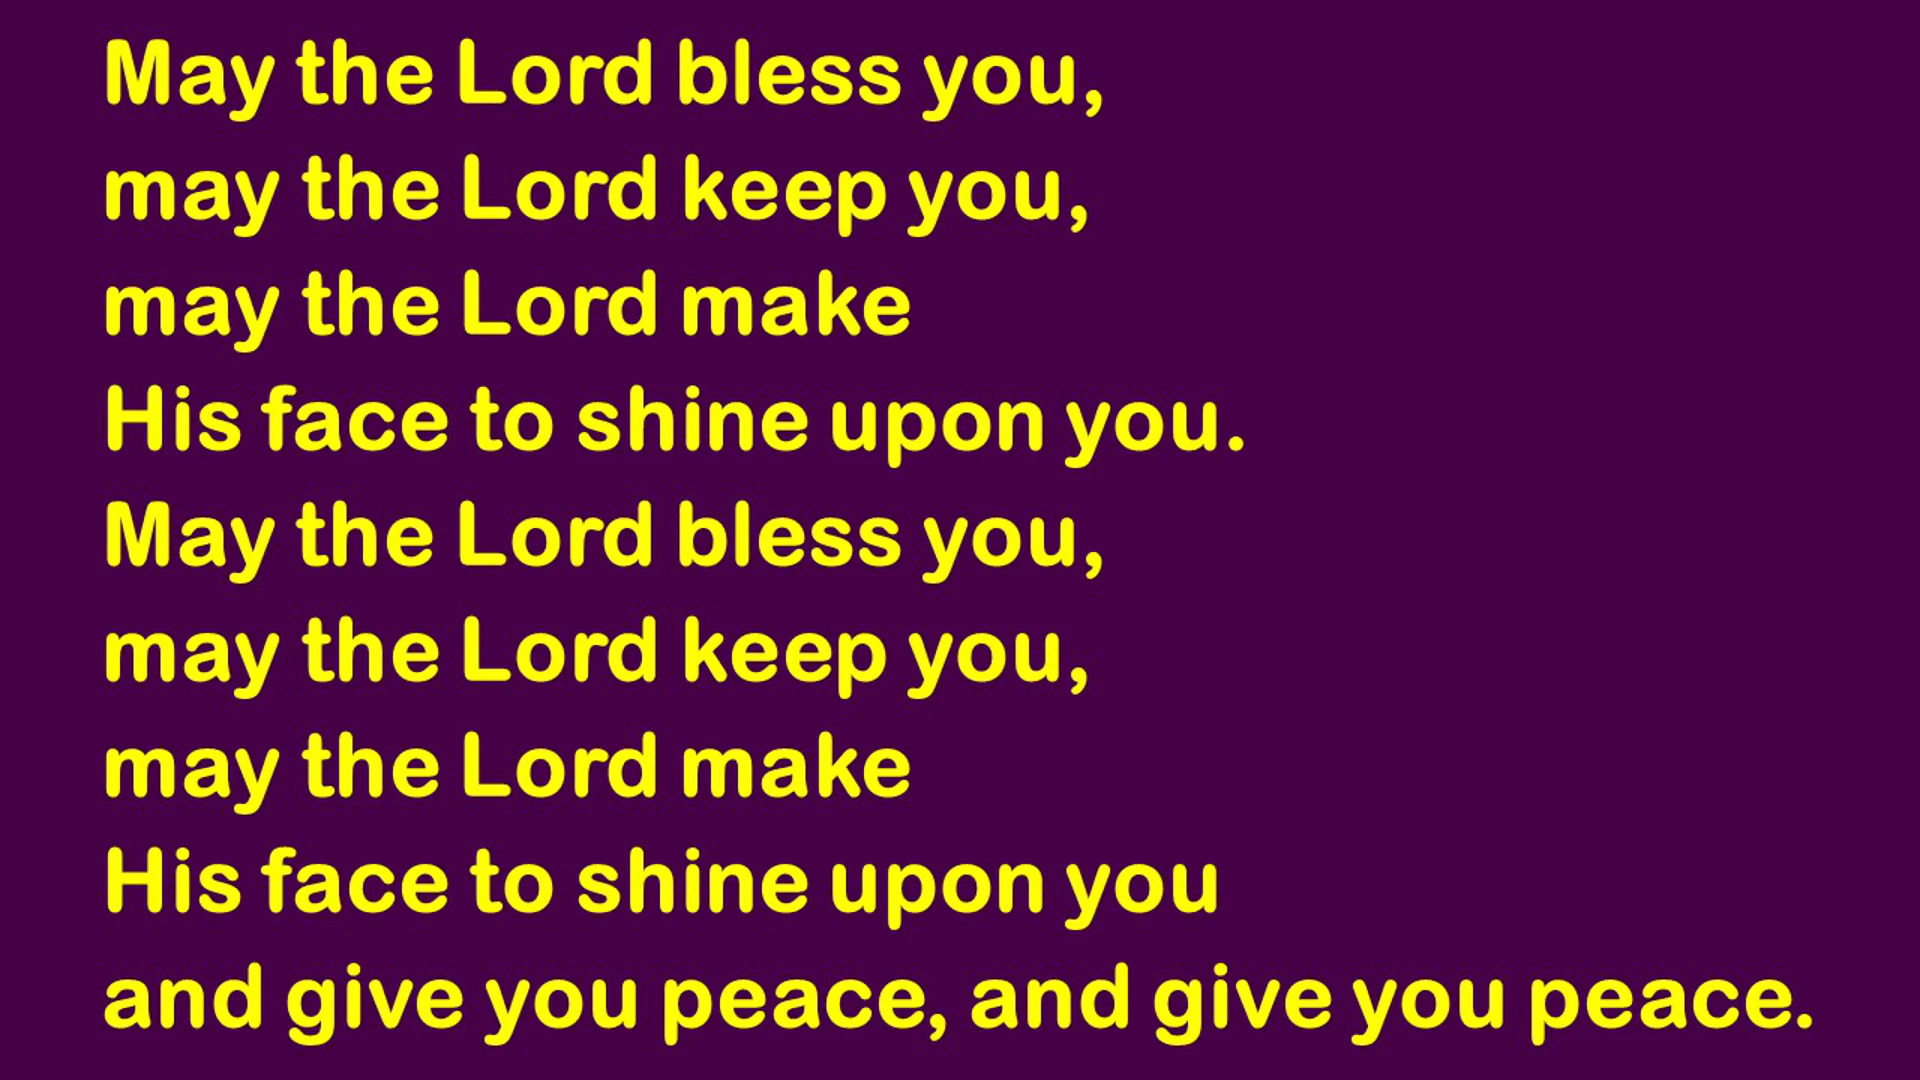 May the Lord bless you,
may the Lord keep you,
may the Lord make
His face to shine upon you.
May the Lord bless you,
may the Lord keep you,
may the Lord make
His face to shine upon you
and give you peace, and give you peace.